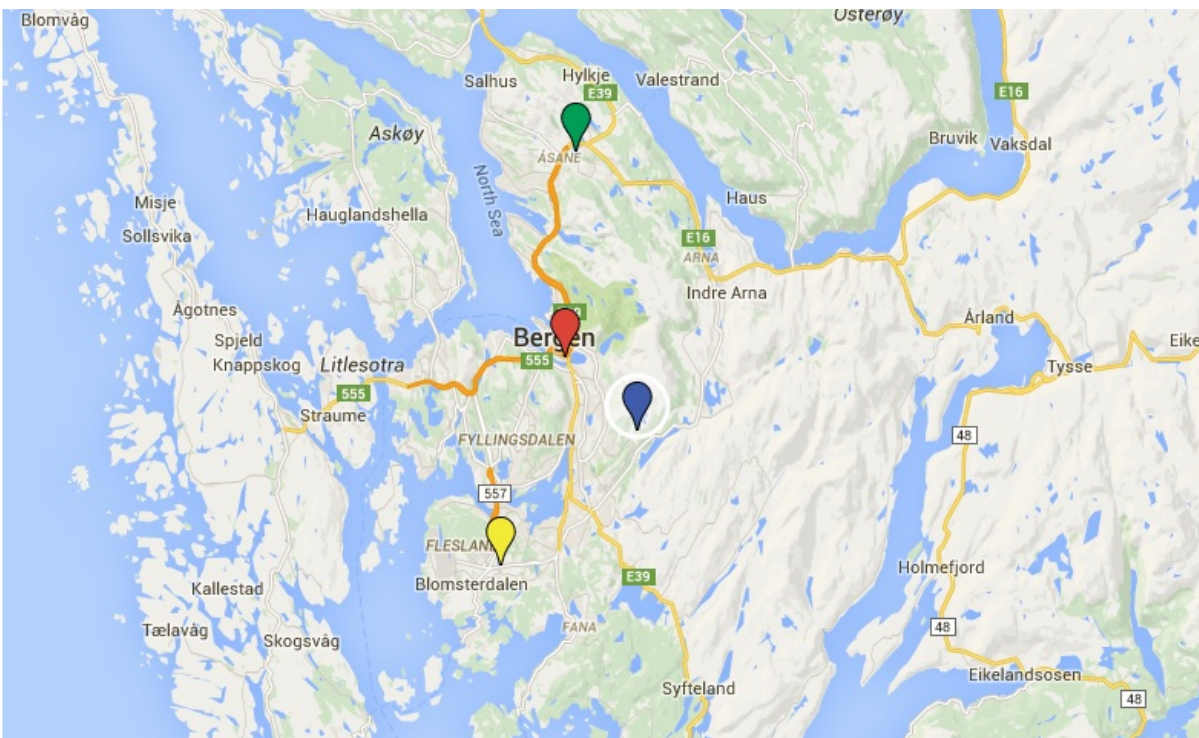 Blomvåg
Osterøy
Salhus
Hylkje
Valestrand
E39
E16
Askøy
Bruvik
Vaksdal
ÅSANE
North Sea
Haus
Misje
Hauglandshella
Sollsvika
E16
ARNA
Indre Arna
Ågotnes
Årland
Spjeld
Bergen
Eike
Knappskog
Litlesotra
555
Tysse
555
Straume
FYLLINGSDALEN
48
557
FLESLAND
Holmefjord
Blomsterdalen
E39
Kallestad
FANA
48
Tælavåg
Skogsvåg
Eikelandsosen
Syfteland
48